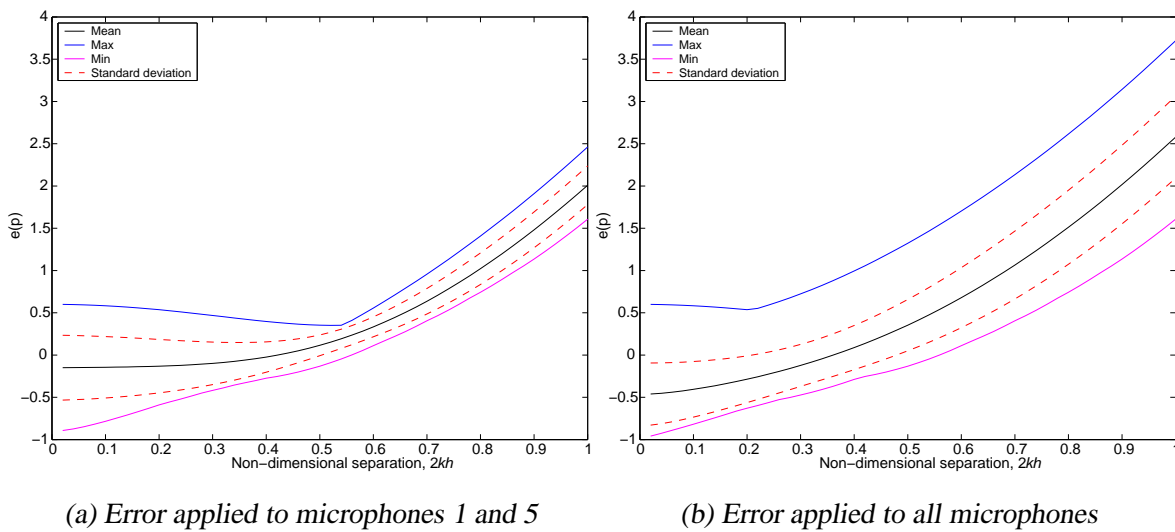 4
3.5
3
2.5
2
1.5
1
0.5
0
−0.5
−1
e(p)
Mean
Max
Min
Standard deviation
0 0.1 0.2 0.3 0.4 0.5 0.6 0.7 0.8 0.9 1
Non−dimensional separation, 2kh
(a) Error applied to microphones 1 and 5
4
3.5
3
2.5
2
1.5
1
0.5
0
−0.5
−1
e(p)
Mean
Max
Min
Standard deviation
0 0.1 0.2 0.3 0.4 0.5 0.6 0.7 0.8 0.9 1
Non−dimensional separation, 2kh
(b) Error applied to all microphones